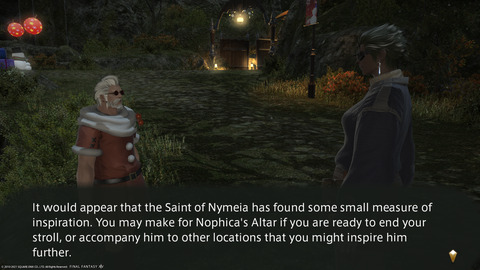 It would appear that the Saint of Nymeia has found some small measure of
inspiration. You may make for Nophica's Altar if you are ready to end your
stroll, or accompany him to other locations that you might inspire him
further.
FINAL FANTASY